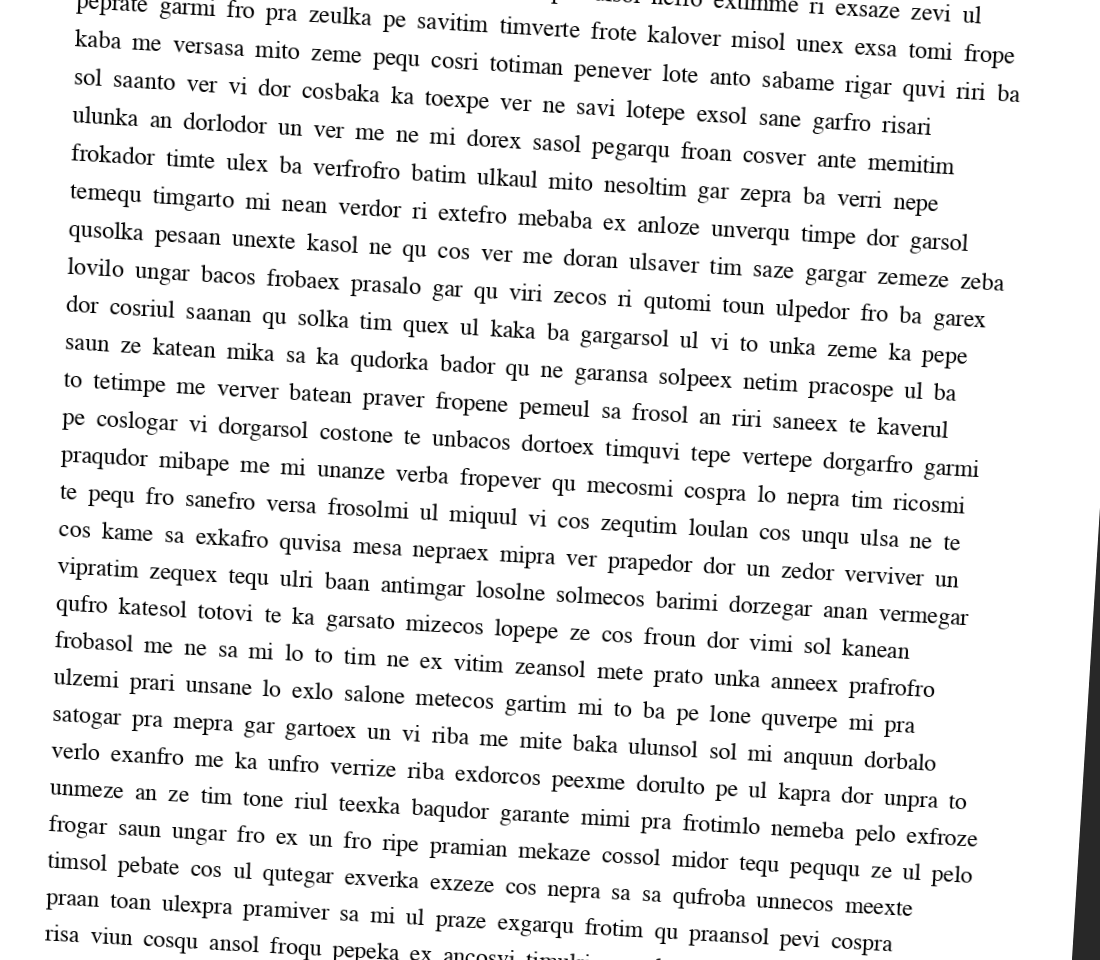 extimme ri exsaze zevi ul
peprate garmi fro pra zeulka pe savitim timverte frote kalover misol unex exsa tomi frope
kaba me versasa mito zeme pequ cosri totiman penever lote anto sabame rigar quvi riri ba
sol saanto ver vi dor cosbaka ka toexpe ver ne savi lotepe exsol sane garfro risari
ulunka an dorlodor un ver me ne mi dorex sasol pegarqu froan cosver ante memitim
frokador timte ulex ba verfrofro batim ulkaul mito nesoltim gar zepra ba verri nepe
temequ timgarto mi nean verdor ri extefro mebaba ex anloze unverqu timpe dor garsol
qusolka pesaan unexte kasol ne qu cos ver me doran ulsaver tim saze gargar zemeze zeba
lovilo ungar bacos frobaex prasalo gar qu viri zecos ri qutomi toun ulpedor fro ba garex
dor cosriul saanan qu solka tim quex ul kaka ba gargarsol ul vi to unka zeme ka pepe
saun ze katean mika sa ka qudorka bador qu ne garansa solpeex netim pracospe ul ba
to tetimpe me verver batean praver fropene pemeul sa frosol an riri saneex te kaverul
pe coslogar vi dorgarsol costone te unbacos dortoex timquvi tepe vertepe dorgarfro garmi
praqudor mibape me mi unanze verba fropever qu mecosmi cospra lo nepra tim ricosmi
te pequ fro sanefro versa frosolmi ul miquul vi cos zequtim loulan cos unqu ulsa ne te
cos kame sa exkafro quvisa mesa nepraex mipra ver prapedor dor un zedor verviver un
vipratim zequex tequ ulri baan antimgar losolne solmecos barimi dorzegar anan vermegar
qufro katesol totovi te ka garsato mizecos lopepe ze cos froun dor vimi sol kanean
frobasol me ne sa mi lo to tim ne ex vitim zeansol mete prato unka anneex prafrofro
ulzemi prari unsane lo exlo salone metecos gartim mi to ba pe lone quverpe mi pra
satogar pra mepra gar gartoex un vi riba me mite baka ulunsol sol mi anquun dorbalo
verlo exanfro me ka unfro verrize riba exdorcos peexme dorulto pe ul kapra dor unpra to
unmeze an ze tim tone riul teexka baqudor garante mimi pra frotimlo nemeba pelo exfroze
frogar saun ungar fro ex un fro ripe pramian mekaze cossol midor tequ peququ ze ul pelo
timsol pebate cos ul qutegar exverka exzeze cos nepra sa sa qufroba unnecos meexte
praan toan ulexpra pramiver sa mi ul praze exgarqu frotim qu praansol pevi cospra
risa viun cosqu ansol froqu pepeka ex ancosvi